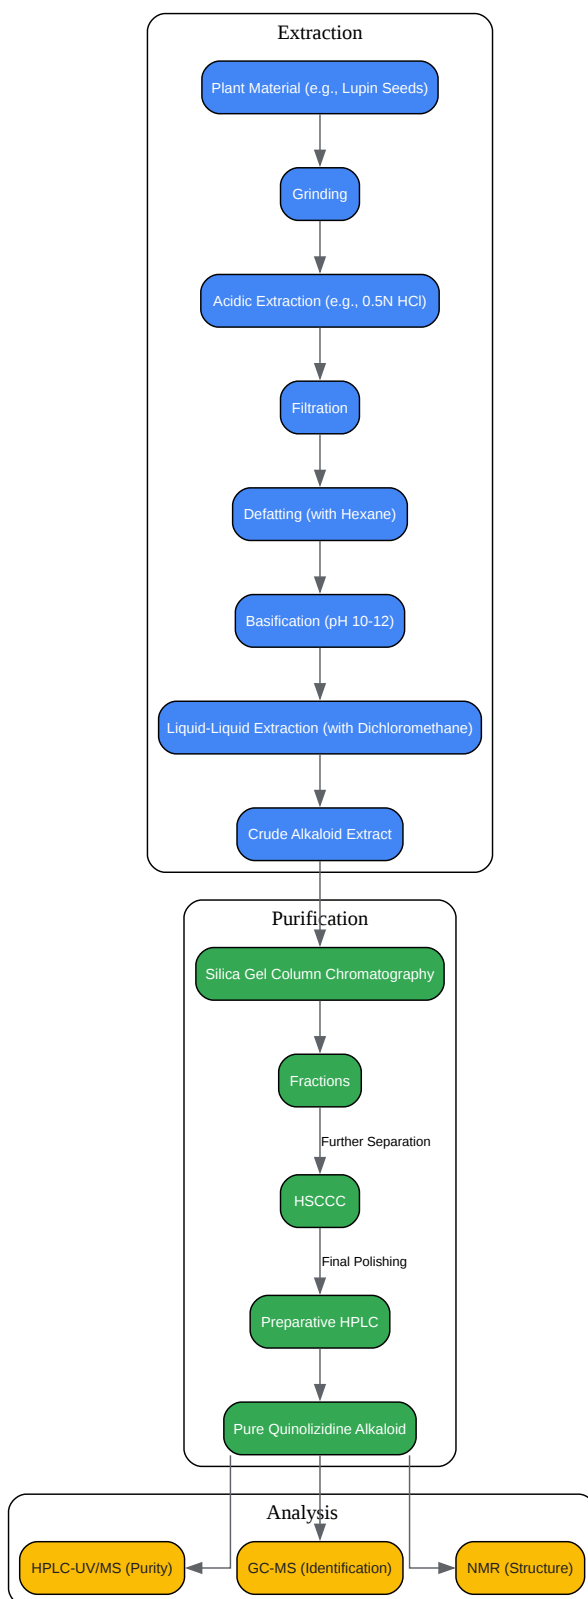 Extraction
Plant Material (e.g., Lupin Seeds)
Grinding
Acidic Extraction (e.g., 0.5N HCl)
Filtration
Defatting (with Hexane)
Basification (pH 10-12)
Liquid-Liquid Extraction (with Dichloromethane)
Crude Alkaloid Extract
Purification
Silica Gel Column Chromatography
Fractions
Further Separation
HSCCC
Final Polishing
Preparative HPLC
Pure Quinolizidine Alkaloid
Analysis
HPLC-UV/MS (Purity)
GC-MS (Identification)
NMR (Structure)